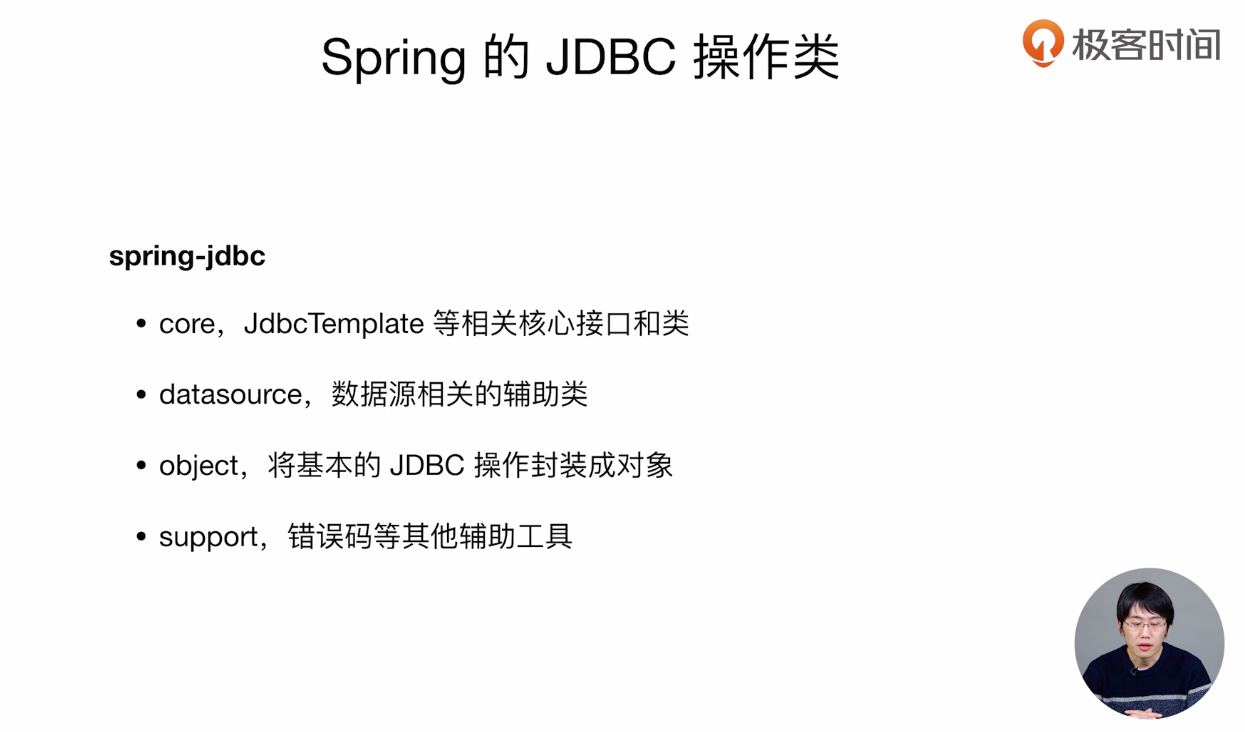 Spring 的 JDBC 操作类
极客时间
spring-jdbc
• core，JdbcTemplate 等相关核心接口和类
• datasource，数据源相关的辅助类
• object，将基本的 JDBC 操作封装成对象
• support，错误码等其他辅助工具